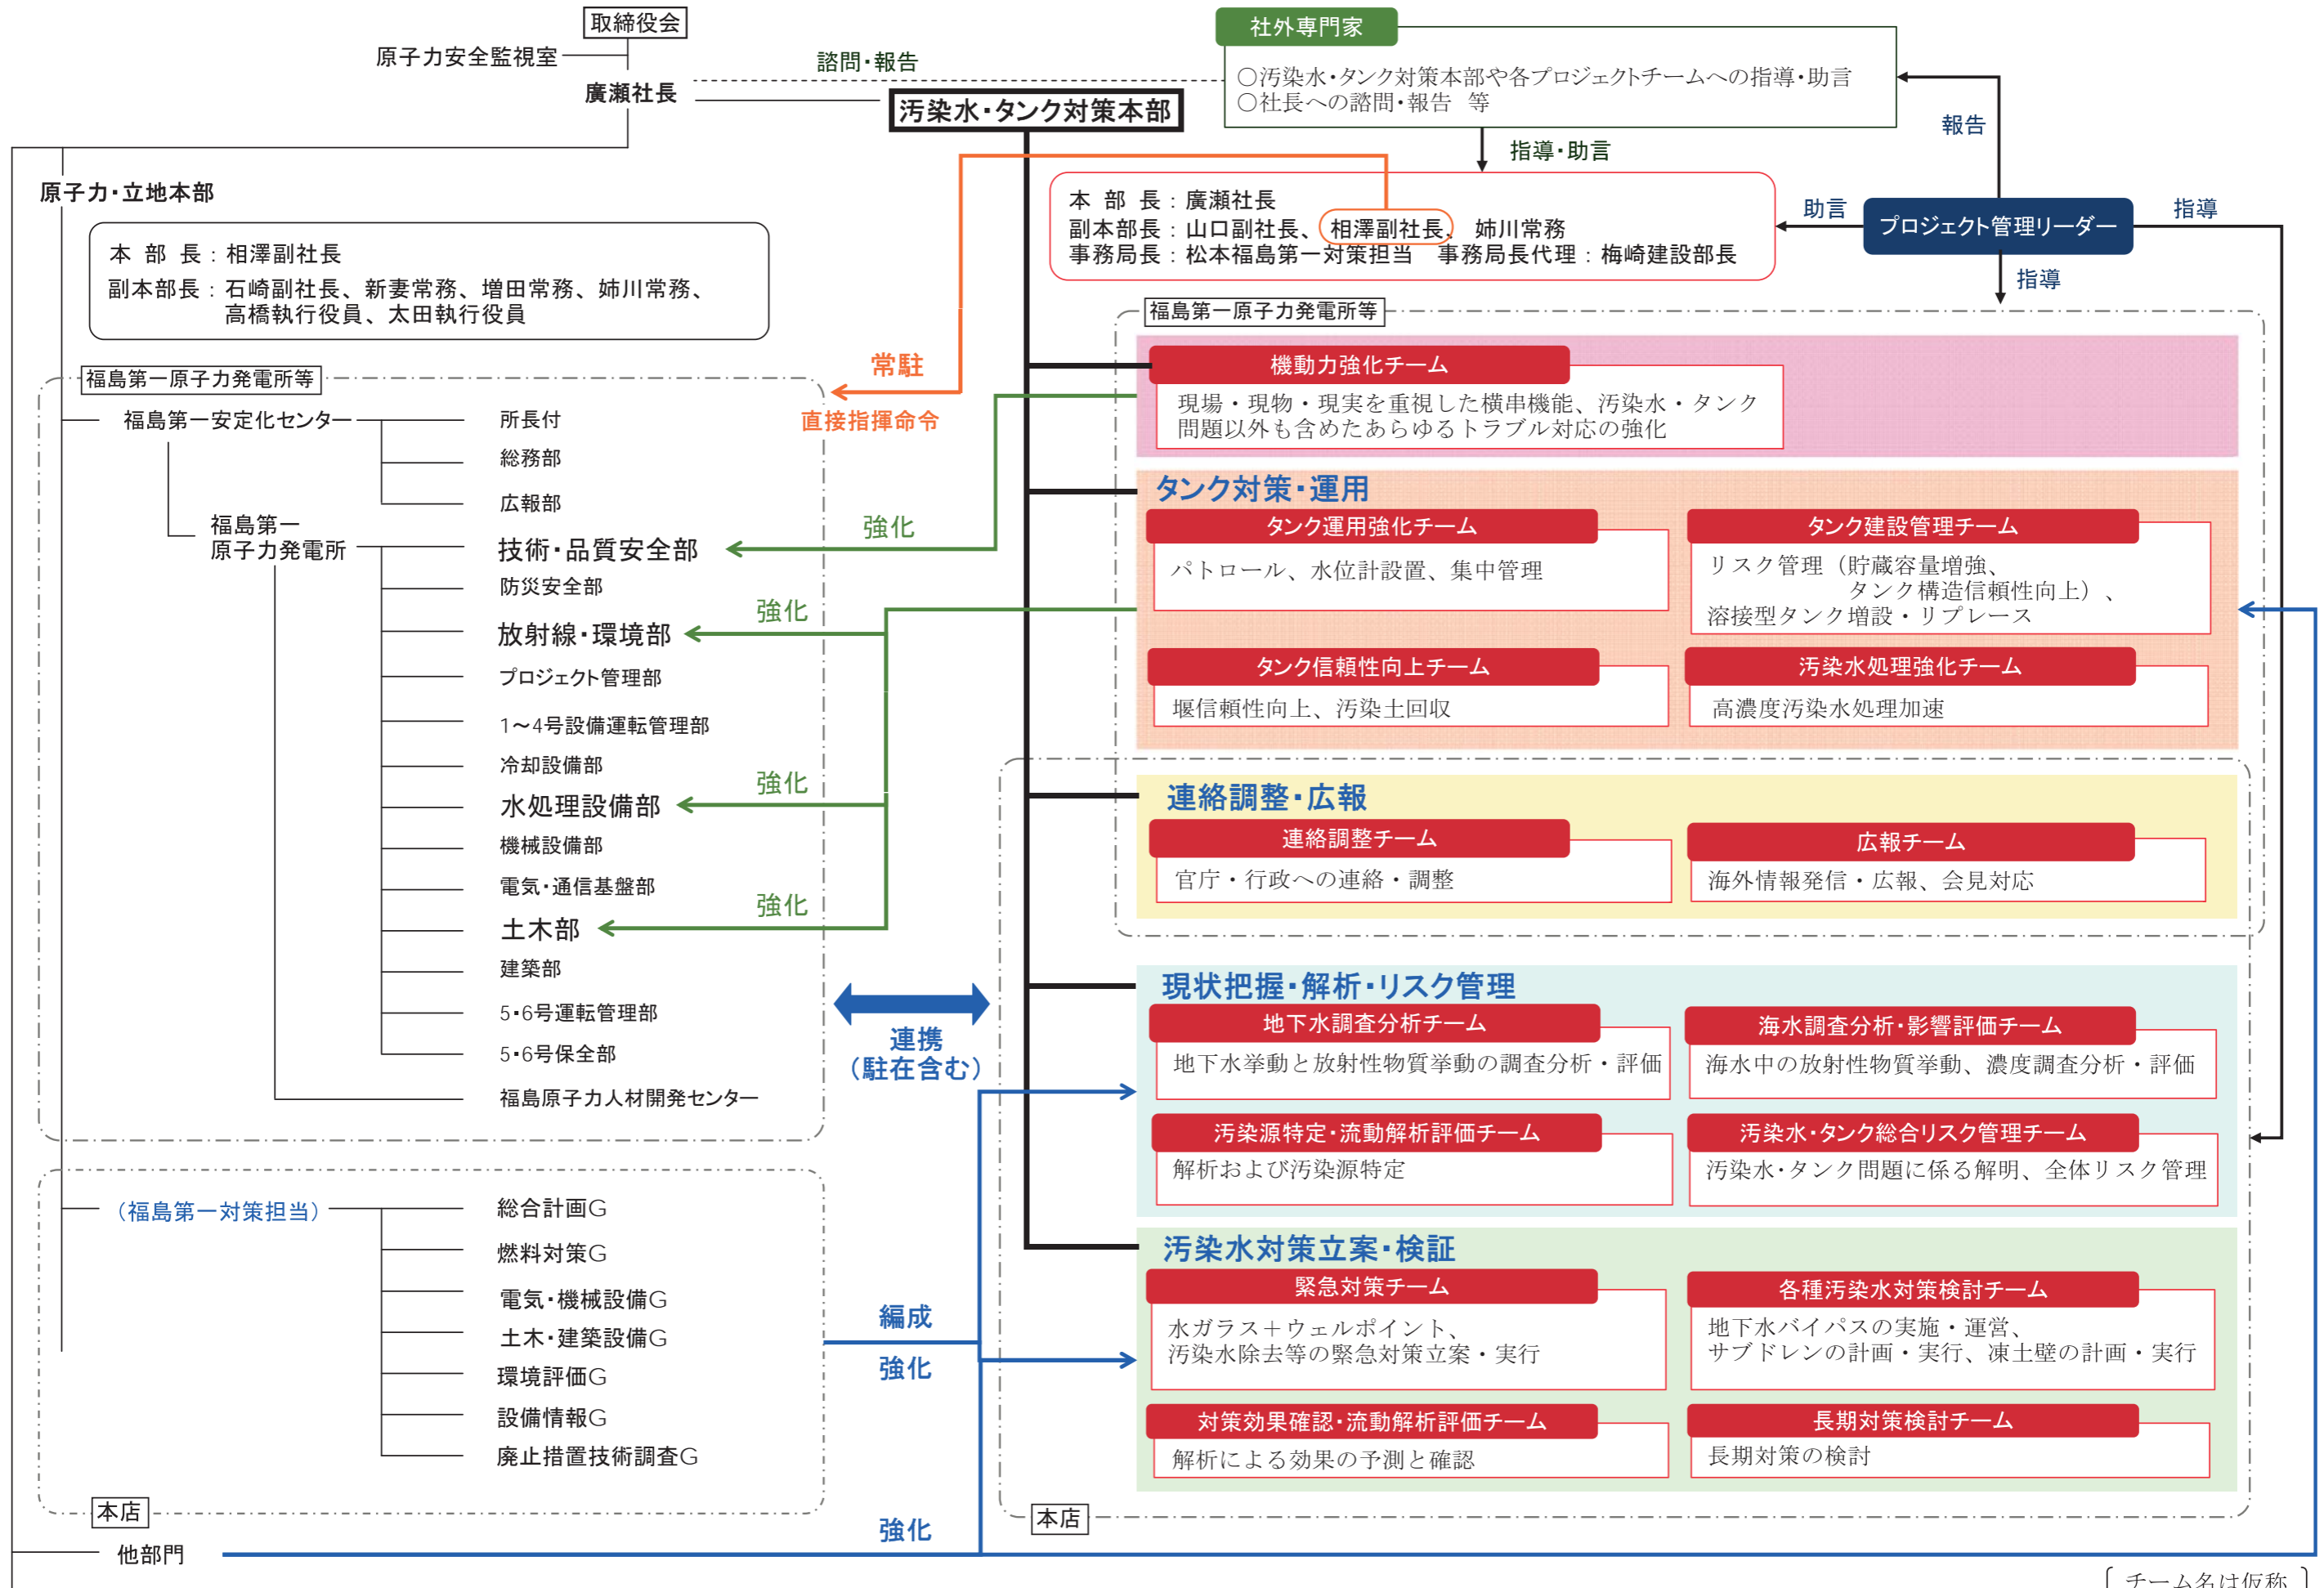 取締役会
原子力安全監視室
廣瀬社長
諮問・報告
汚染水・タンク対策本部
社外専門家
○汚染水・タンク対策本部や各プロジェクトチームへの指導・助言
○社長への諮問・報告 等
報告
指導・助言
本 部 長：廣瀬社長
副本部長：山口副社長、相澤副社長、姉川常務
事務局長：松本福島第一対策担当 事務局長代理：梅崎建設部長
助言
プロジェクト管理リーダー
指導
指導
原子力・立地本部
本 部 長：相澤副社長
副本部長：石崎副社長、新妻常務、増田常務、姉川常務、
高橋執行役員、太田執行役員
常駐
直接指揮命令
福島第一原子力発電所等
福島第一安定化センター
所長付
総務部
広報部
福島第一
原子力発電所
技術・品質安全部
防災安全部
放射線・環境部
プロジェクト管理部
1～4号設備運転管理部
冷却設備部
水処理設備部
機械設備部
電気・通信基盤部
土木部
建築部
5・6号運転管理部
5・6号保全部
福島原子力人材開発センター
強化
強化
強化
強化
連携
（駐在含む）
（福島第一対策担当）
総合計画G
燃料対策G
電気・機械設備G
土木・建築設備G
環境評価G
設備情報G
廃止措置技術調査G
本店
編成
強化
他部門
強化
福島第一原子力発電所等
機動力強化チーム
現場・現物・現実を重視した横串機能、汚染水・タンク
問題以外も含めたあらゆるトラブル対応の強化
タンク対策・運用
タンク運用強化チーム
パトロール、水位計設置、集中管理
タンク建設管理チーム
リスク管理（貯蔵容量増強、
タンク構造信頼性向上）、
溶接型タンク増設・リプレース
タンク信頼性向上チーム
堰信頼性向上、汚染土回収
汚染水処理強化チーム
高濃度汚染水処理加速
連絡調整・広報
連絡調整チーム
官庁・行政への連絡・調整
広報チーム
海外情報発信・広報、会見対応
現状把握・解析・リスク管理
地下水調査分析チーム
地下水挙動と放射性物質挙動の調査分析・評価
海水調査分析・影響評価チーム
海水中の放射性物質挙動、濃度調査分析・評価
汚染源特定・流動解析評価チーム
解析および汚染源特定
汚染水・タンク総合リスク管理チーム
汚染水・タンク問題に係る解明、全体リスク管理
汚染水対策立案・検証
緊急対策チーム
水ガラス＋ウェルポイント、
汚染水除去等の緊急対策立案・実行
各種汚染水対策検討チーム
地下水バイパスの実施・運営、
サブドレンの計画・実行、凍土壁の計画・実行
対策効果確認・流動解析評価チーム
解析による効果の予測と確認
長期対策検討チーム
長期対策の検討
本店
チーム名は仮称